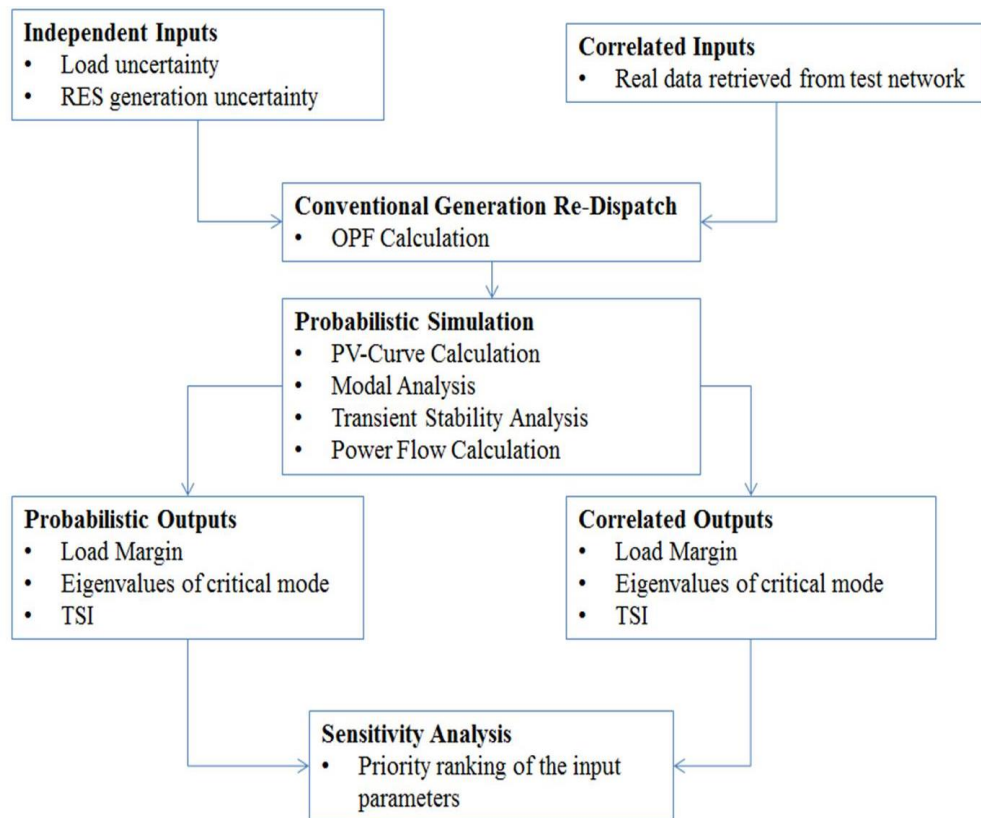 Independent Inputs
• Load uncertainty
• RES generation uncertainty
Correlated Inputs
• Real data retrieved from test network
Conventional Generation Re-Dispatch
• OPF Calculation
Probabilistic Simulation
• PV-Curve Calculation
• Modal Analysis
• Transient Stability Analysis
• Power Flow Calculation
Probabilistic Outputs
• Load Margin
• Eigenvalues of critical mode
• TSI
Correlated Outputs
• Load Margin
• Eigenvalues of critical mode
• TSI
Sensitivity Analysis
• Priority ranking of the input
parameters